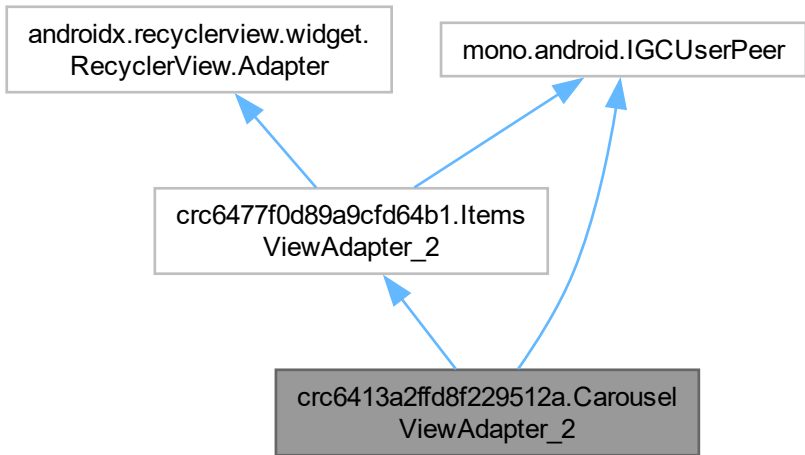 androidx.recyclerview.widget.
RecyclerView.Adapter
mono.android.IGCUserPeer
crc6477f0d89a9cfd64b1.Items
ViewAdapter_2
crc6413a2ffd8f229512a.Carousel
ViewAdapter_2